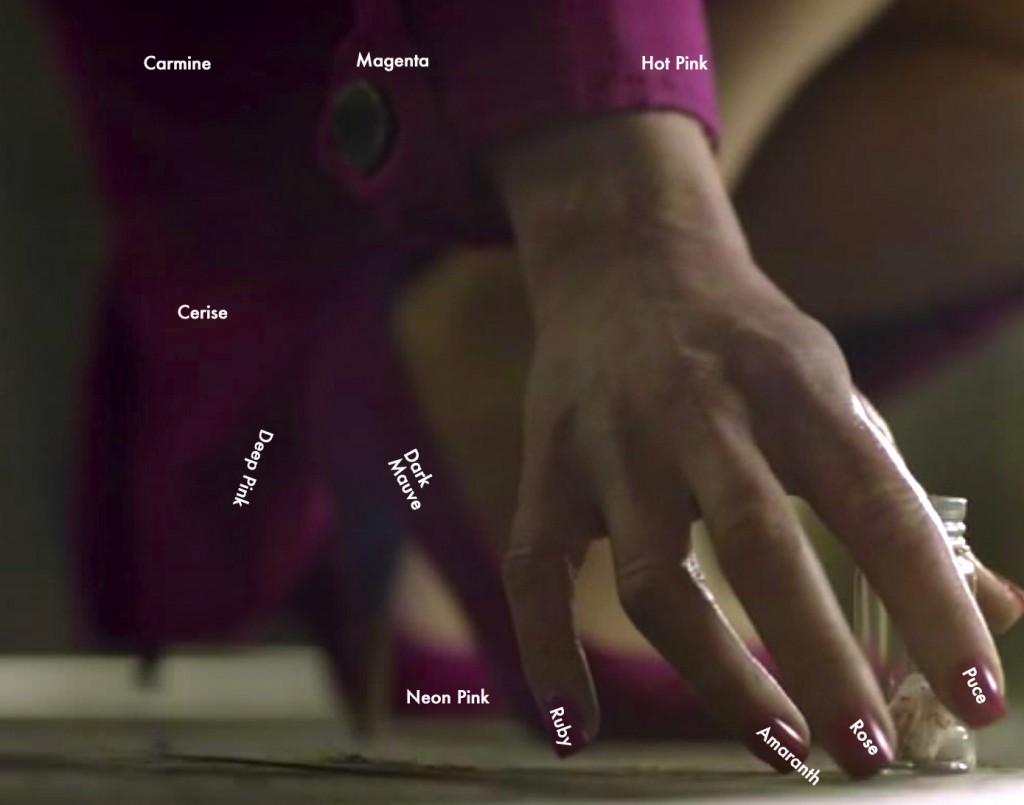 Carmine
Magenta
Hot Pink
Cerise
Deep Pink
Dark
Mauve
Neon Pink
Ruby
Amaranth
Rose
Puce